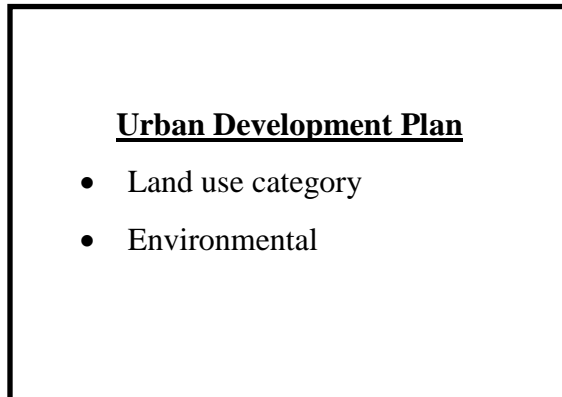 Urban Development Plan
• Land use category
• Environmental